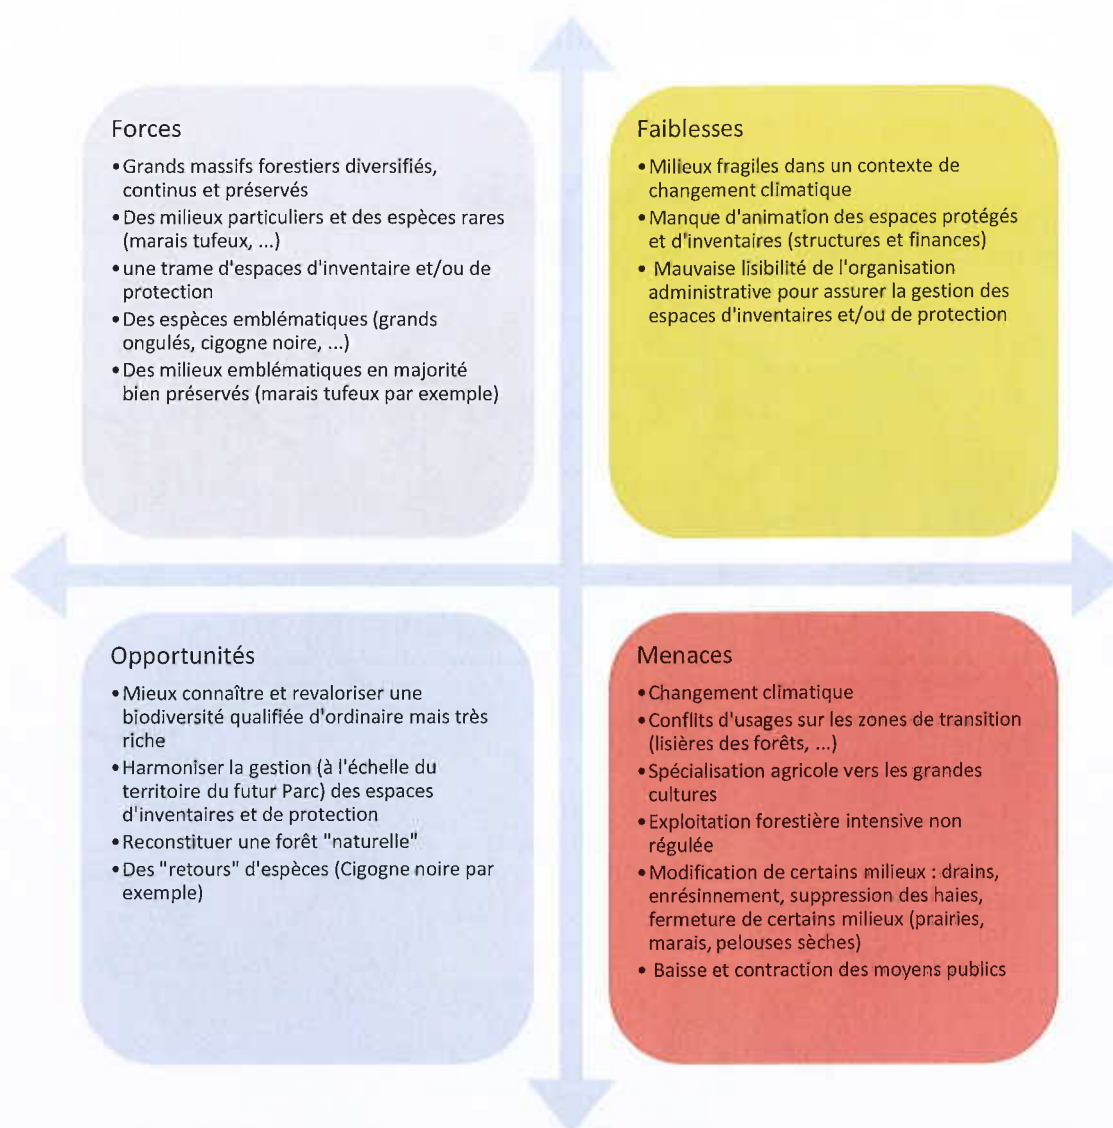 Forces
• Grands massifs forestiers diversifiés,
continus et préservés
• Des milieux particuliers et des espèces rares
(marais tufeux, ...)
• une trame d'espaces d'inventaire et/ou de
protection
• Des espèces emblématiques (grands
ongulés, cigogne noire, ...)
• Des milieux emblématiques en majorité
bien préservés (marais tufeux par exemple)
Faiblesses
• Milieux fragiles dans un contexte de
changement climatique
• Manque d'animation des espaces protégés
et d'inventaires (structures et finances)
• Mauvaise lisibilité de l'organisation
administrative pour assurer la gestion des
espaces d'inventaires et/ou de protection
Opportunités
• Mieux connaître et revaloriser une
biodiversité qualifiée d'ordinaire mais très
riche
• Harmoniser la gestion (à l'échelle du
territoire du futur Parc) des espaces
d'inventaires et de protection
• Reconstituer une forêt "naturelle"
• Des "retours" d'espèces (Cigogne noire par
exemple)
Menaces
• Changement climatique
• Conflits d'usages sur les zones de transition
(lisières des forêts, ...)
• Spécialisation agricole vers les grandes
cultures
• Exploitation forestière intensive non
régulée
• Modification de certains milieux : drains,
enrésinnement, suppression des haies,
fermeture de certains milieux (prairies,
marais, pelouses sèches)
• Baisse et contraction des moyens publics